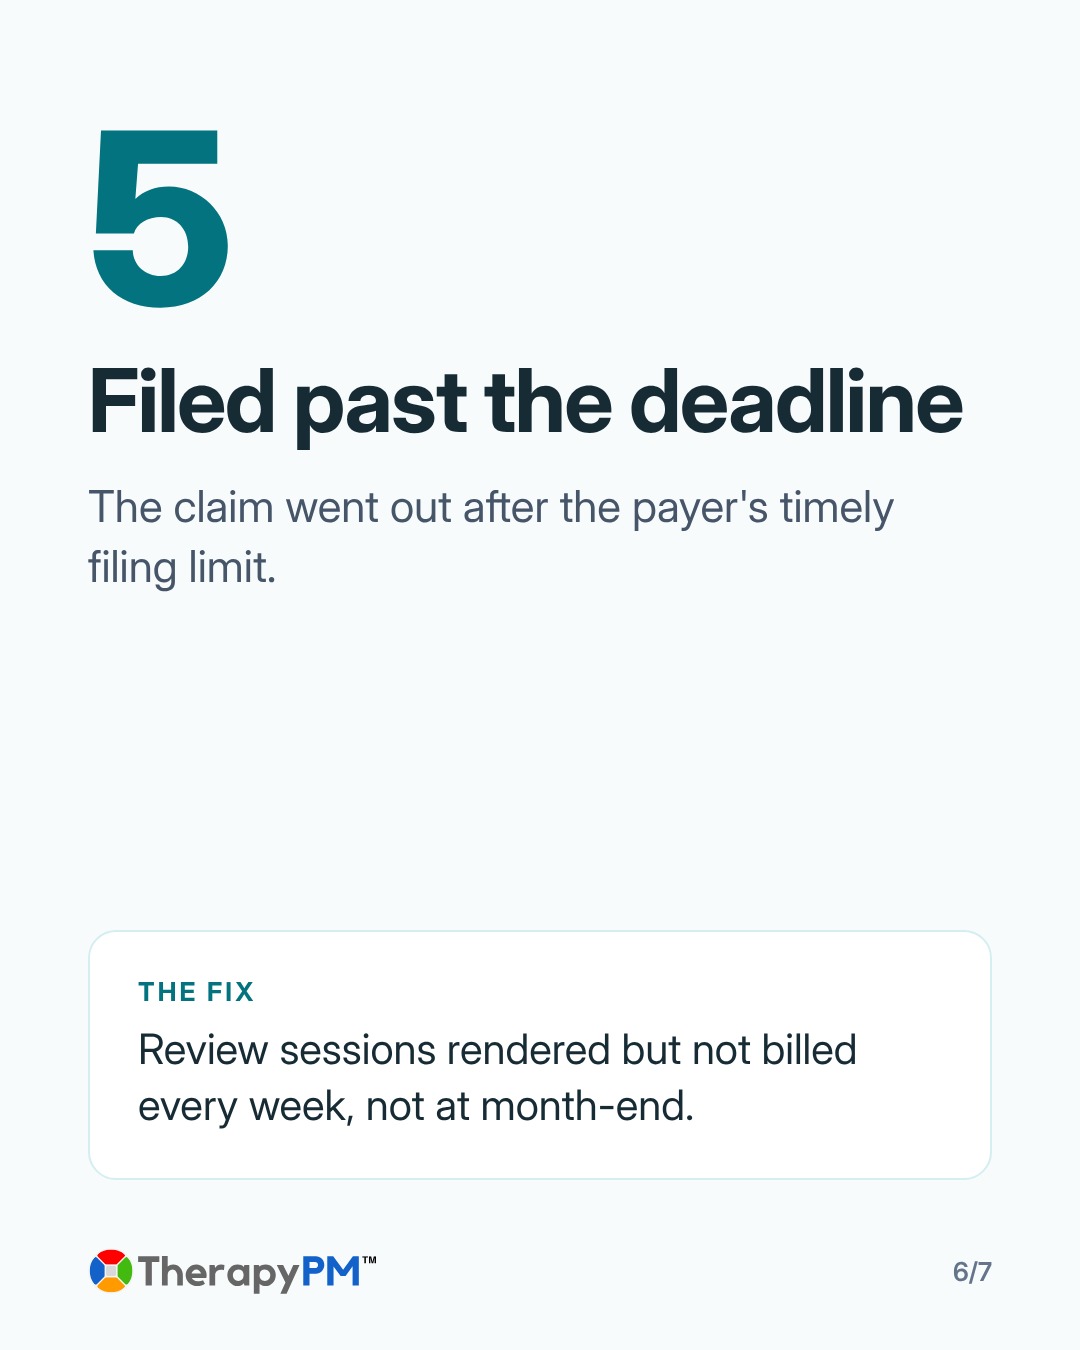 5
Filed past the deadline
The claim went out after the payer's timely
filing limit.
THE FIX
Review sessions rendered but not billed
every week, not at month-end.
TherapyPM™
6/7